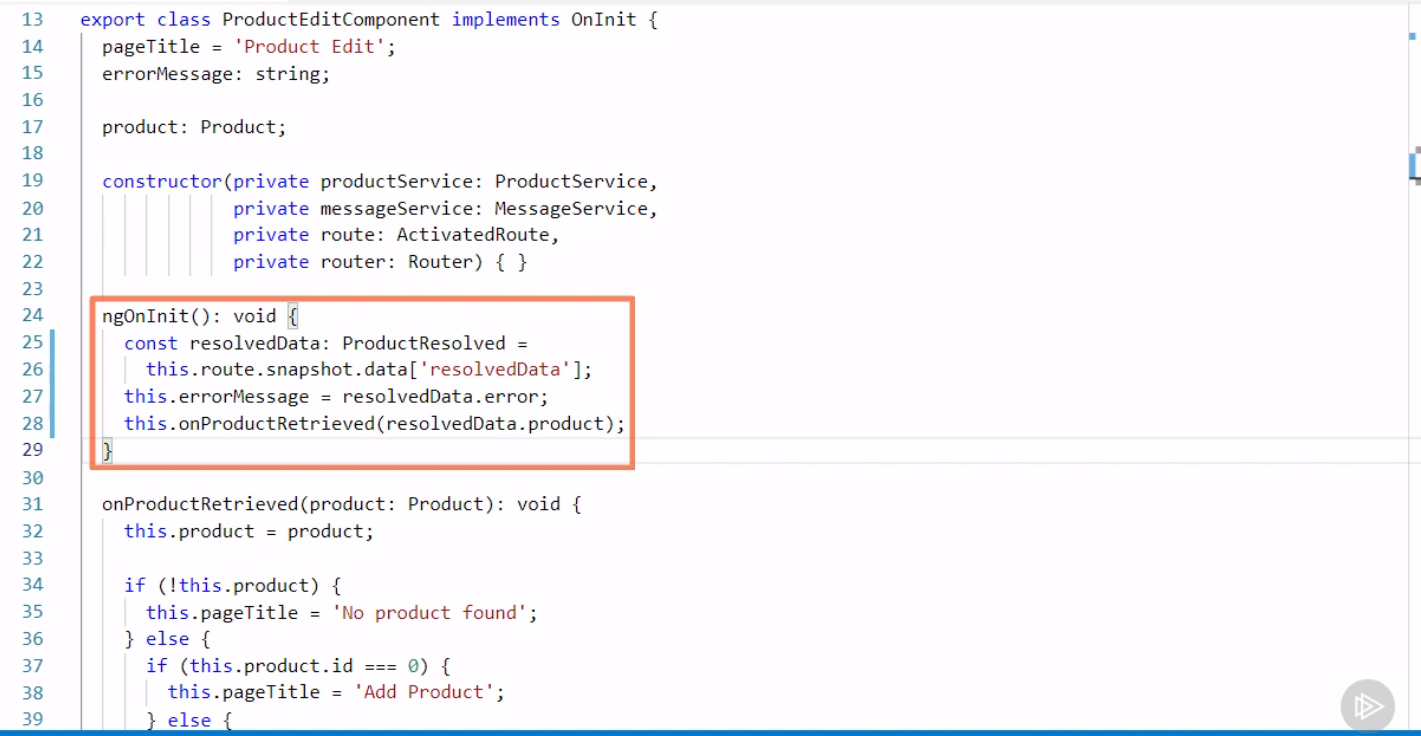 13 export class ProductEditComponent implements OnInit {
14 pageTitle = 'Product Edit';
15 errorMessage: string;
16
17 product: Product;
18
19 constructor(private productService: ProductService,
20 private messageService: MessageService,
21 private route: ActivatedRoute,
22 private router: Router) { }
23
24 ngOnInit(): void {
25 const resolvedData: ProductResolved =
26 this.route.snapshot.data['resolvedData'];
27 this.errorMessage = resolvedData.error;
28 this.onProductRetrieved(resolvedData.product);
29 }
30
31 onProductRetrieved(product: Product): void {
32 this.product = product;
33
34 if (!this.product) {
35 this.pageTitle = 'No product found';
36 } else {
37 if (this.product.id === 0) {
38 this.pageTitle = 'Add Product';
39 } else {